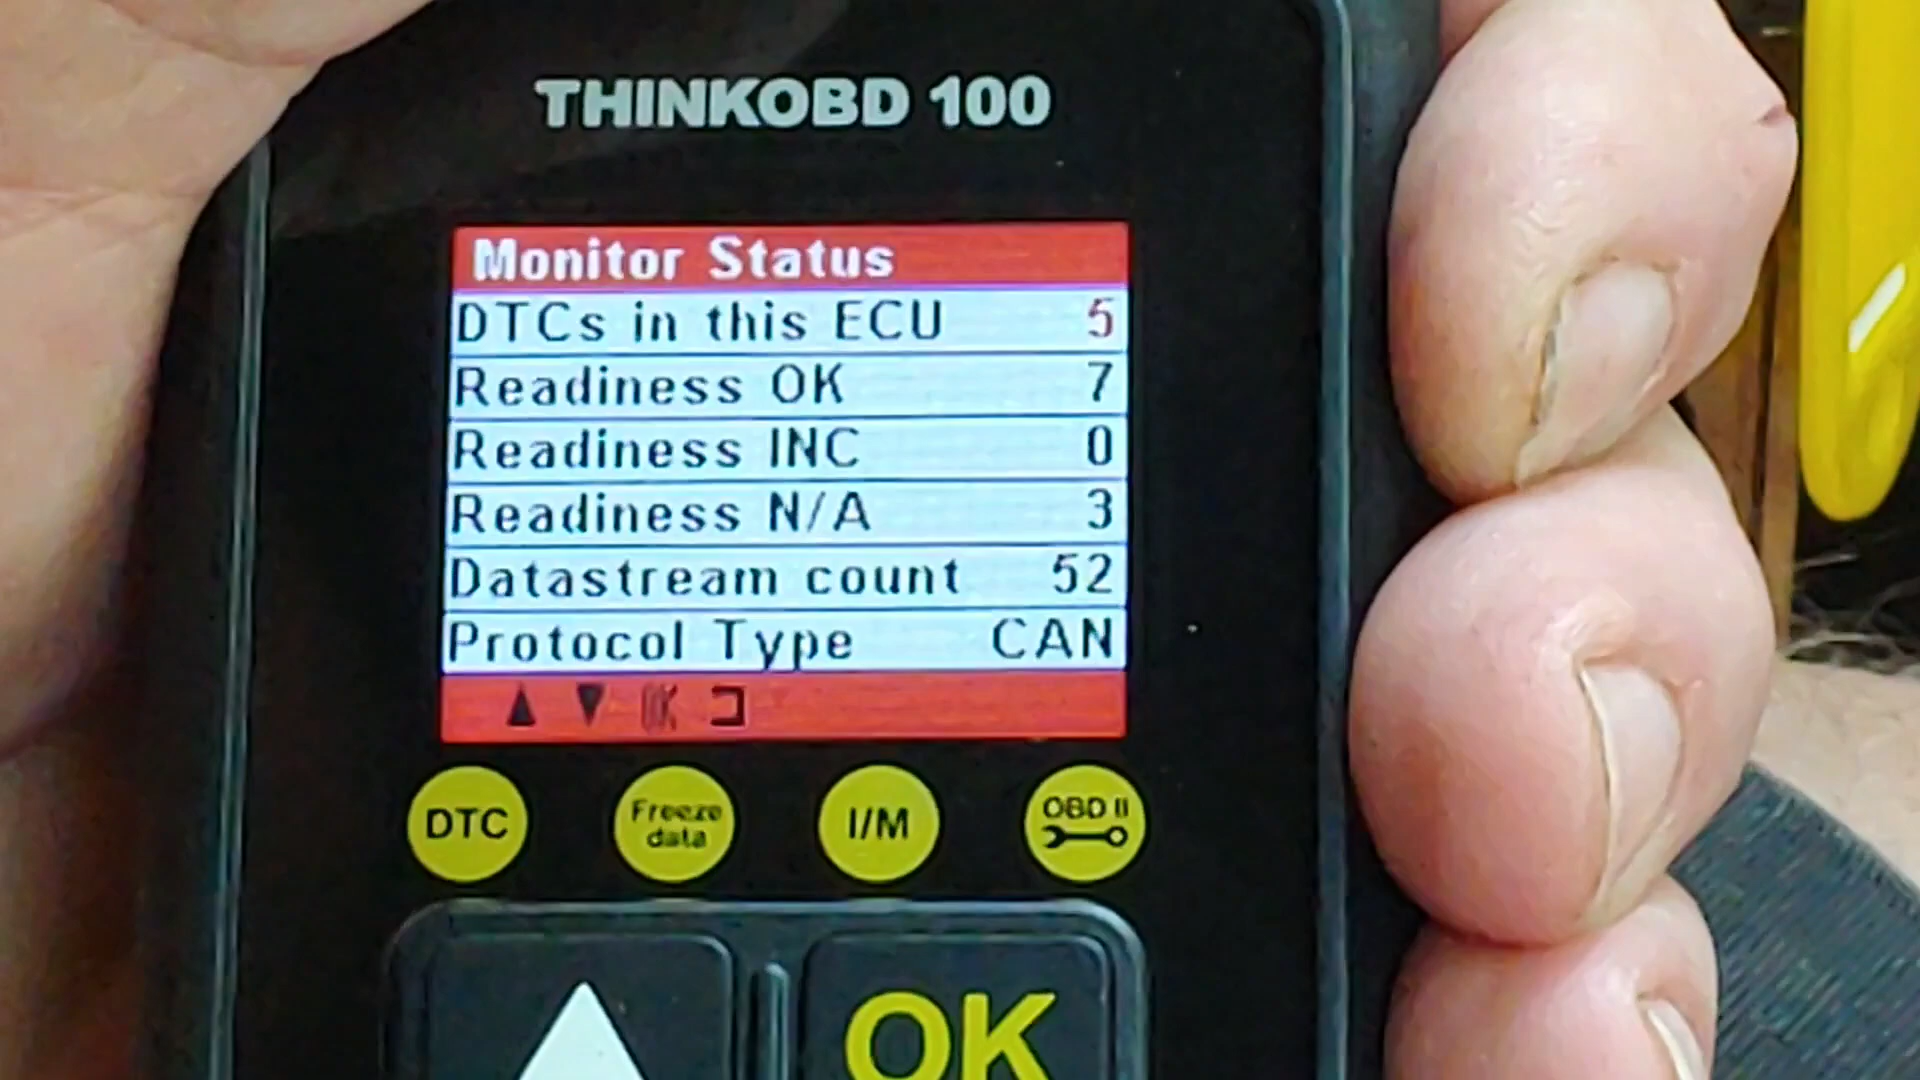 THINKOBD 100
Monitor Status
DTCs in this ECU 5
Readiness OK 7
Readiness INC 0
Readiness N/A 3
Datastream count 52
Protocol Type CAN
OK
DTC
Freeze data
I/M
OBD II
OK